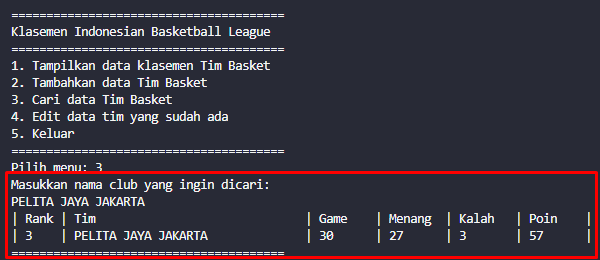 =======================================
Klasemen Indonesian Basketball League
=======================================
1. Tampilkan data klasemen Tim Basket
2. Tambahkan data Tim Basket
3. Cari data Tim Basket
4. Edit data tim yang sudah ada
5. Keluar
=======================================
Pilih menu: 3
Masukkan nama club yang ingin dicari:
PELITA JAYA JAKARTA
| Rank | Tim | Game | Menang | Kalah | Poin |
| 3 | PELITA JAYA JAKARTA | 30 | 27 | 3 | 57 |
=======================================